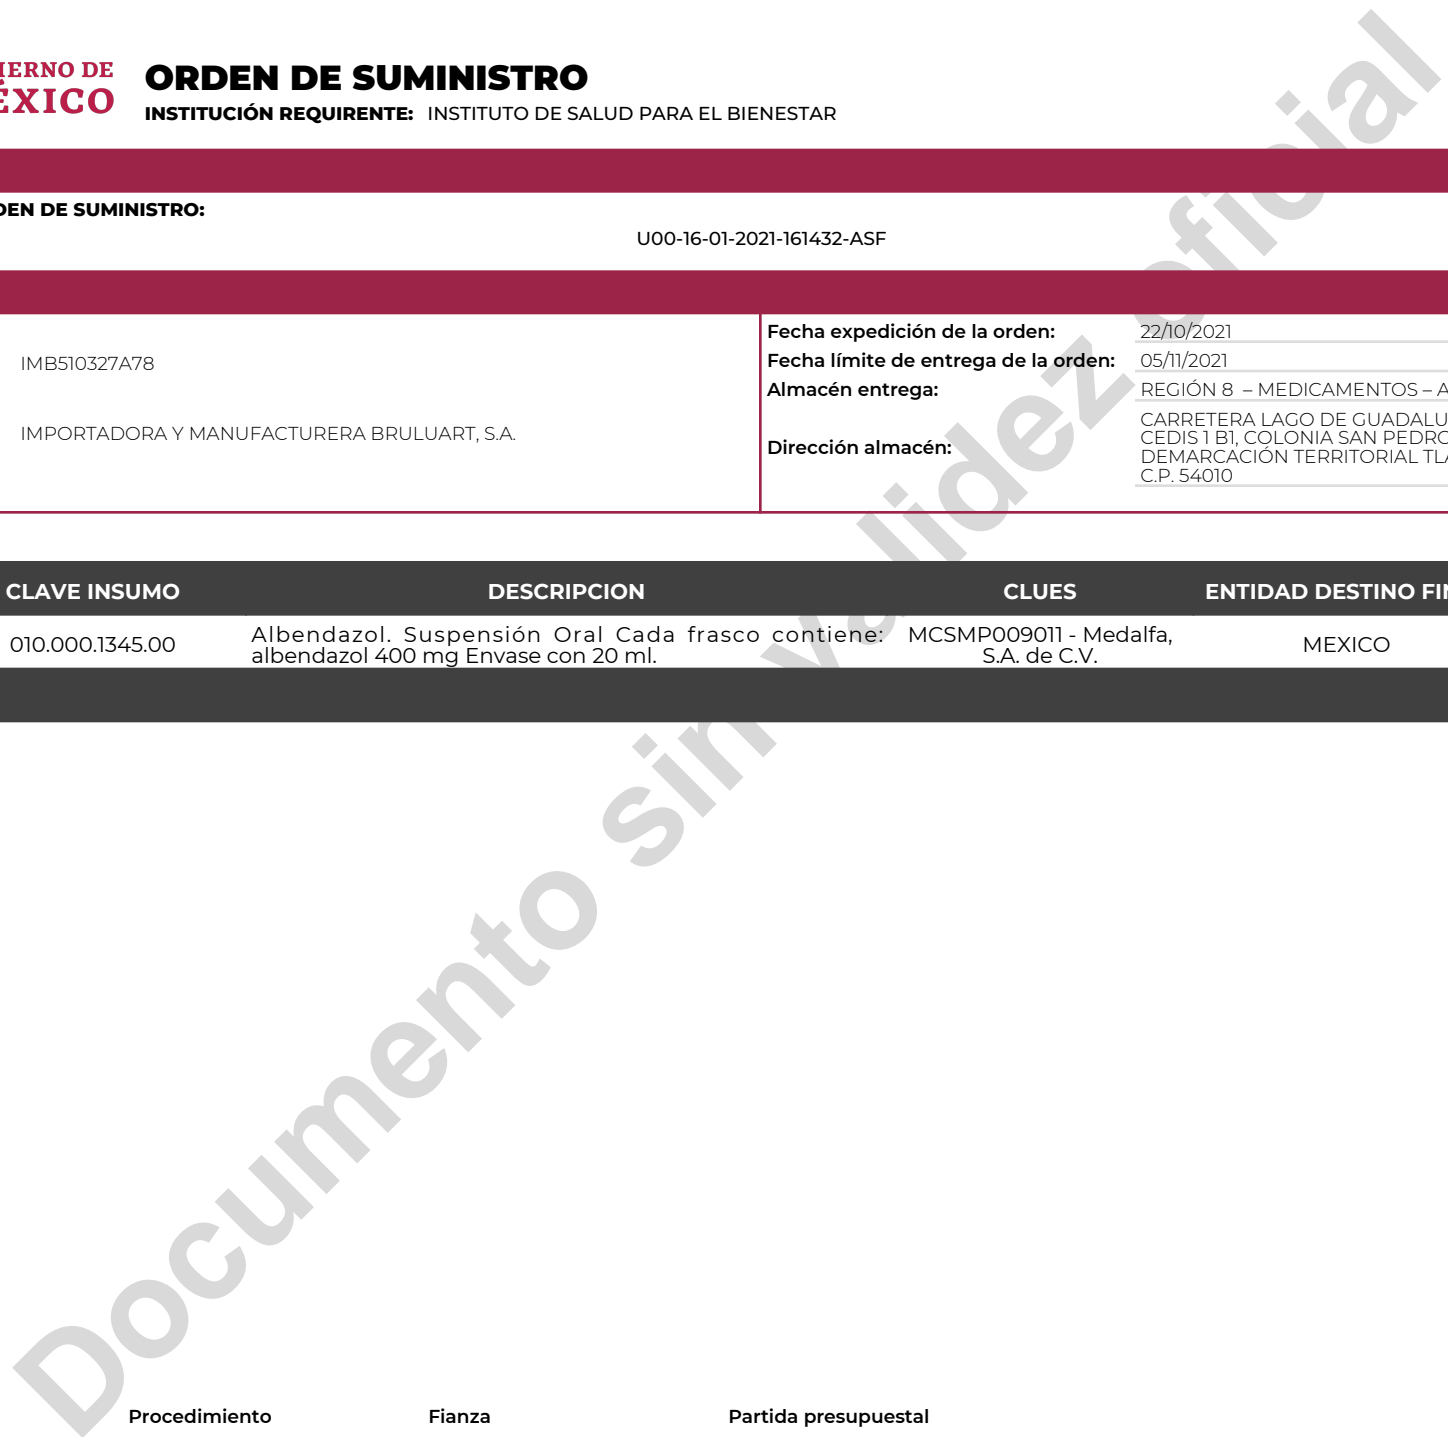 IERNO DE
ÉXICO
ORDEN DE SUMINISTRO
INSTITUCIÓN REQUIRENTE: INSTITUTO DE SALUD PARA EL BIENESTAR
DEN DE SUMINISTRO:
U00-16-01-2021-161432-ASF
IMB510327A78
IMPORTADORA Y MANUFACTURERA BRULUART, S.A.
Fecha expedición de la orden: 22/10/2021
Fecha límite de entrega de la orden: 05/11/2021
Almacén entrega: REGIÓN 8 – MEDICAMENTOS – A
Dirección almacén:
CARRETERA LAGO DE GUADALU
CEDIS 1 B1, COLONIA SAN PEDRO
DEMARCACIÓN TERRITORIAL TLA
C.P. 54010
CLAVE INSUMO DESCRIPCION CLUES ENTIDAD DESTINO FIN
010.000.1345.00
Albendazol. Suspensión Oral Cada frasco contiene:
albendazol 400 mg Envase con 20 ml.
MCSMP009011 - Medalfa,
S.A. de C.V.
MEXICO
Documento sin validez oficial
Procedimiento Fianza Partida presupuestal